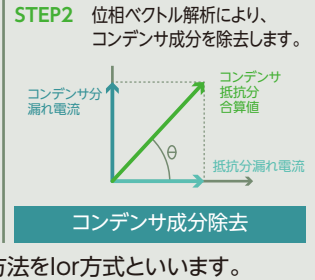 STEP2 位相ベクトル解析により、
コンデンサ成分を除去します。
コンデンサ分
漏れ電流
コンデンサ
抵抗分
合算値
θ
抵抗分漏れ電流
コンデンサ成分除去
方法をIor方式といいます。